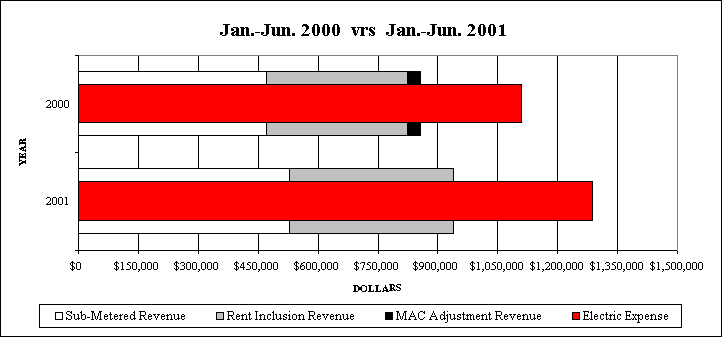 Jan.-Jun. 2000 vrs Jan.-Jun. 2001
YEAR
2000
2001
$0 $150,000 $300,000 $450,000 $600,000 $750,000 $900,000 $1,050,000 $1,200,000 $1,350,000 $1,500,000
DOLLARS
Sub-Metered Revenue Rent Inclusion Revenue MAC Adjustment Revenue Electric Expense